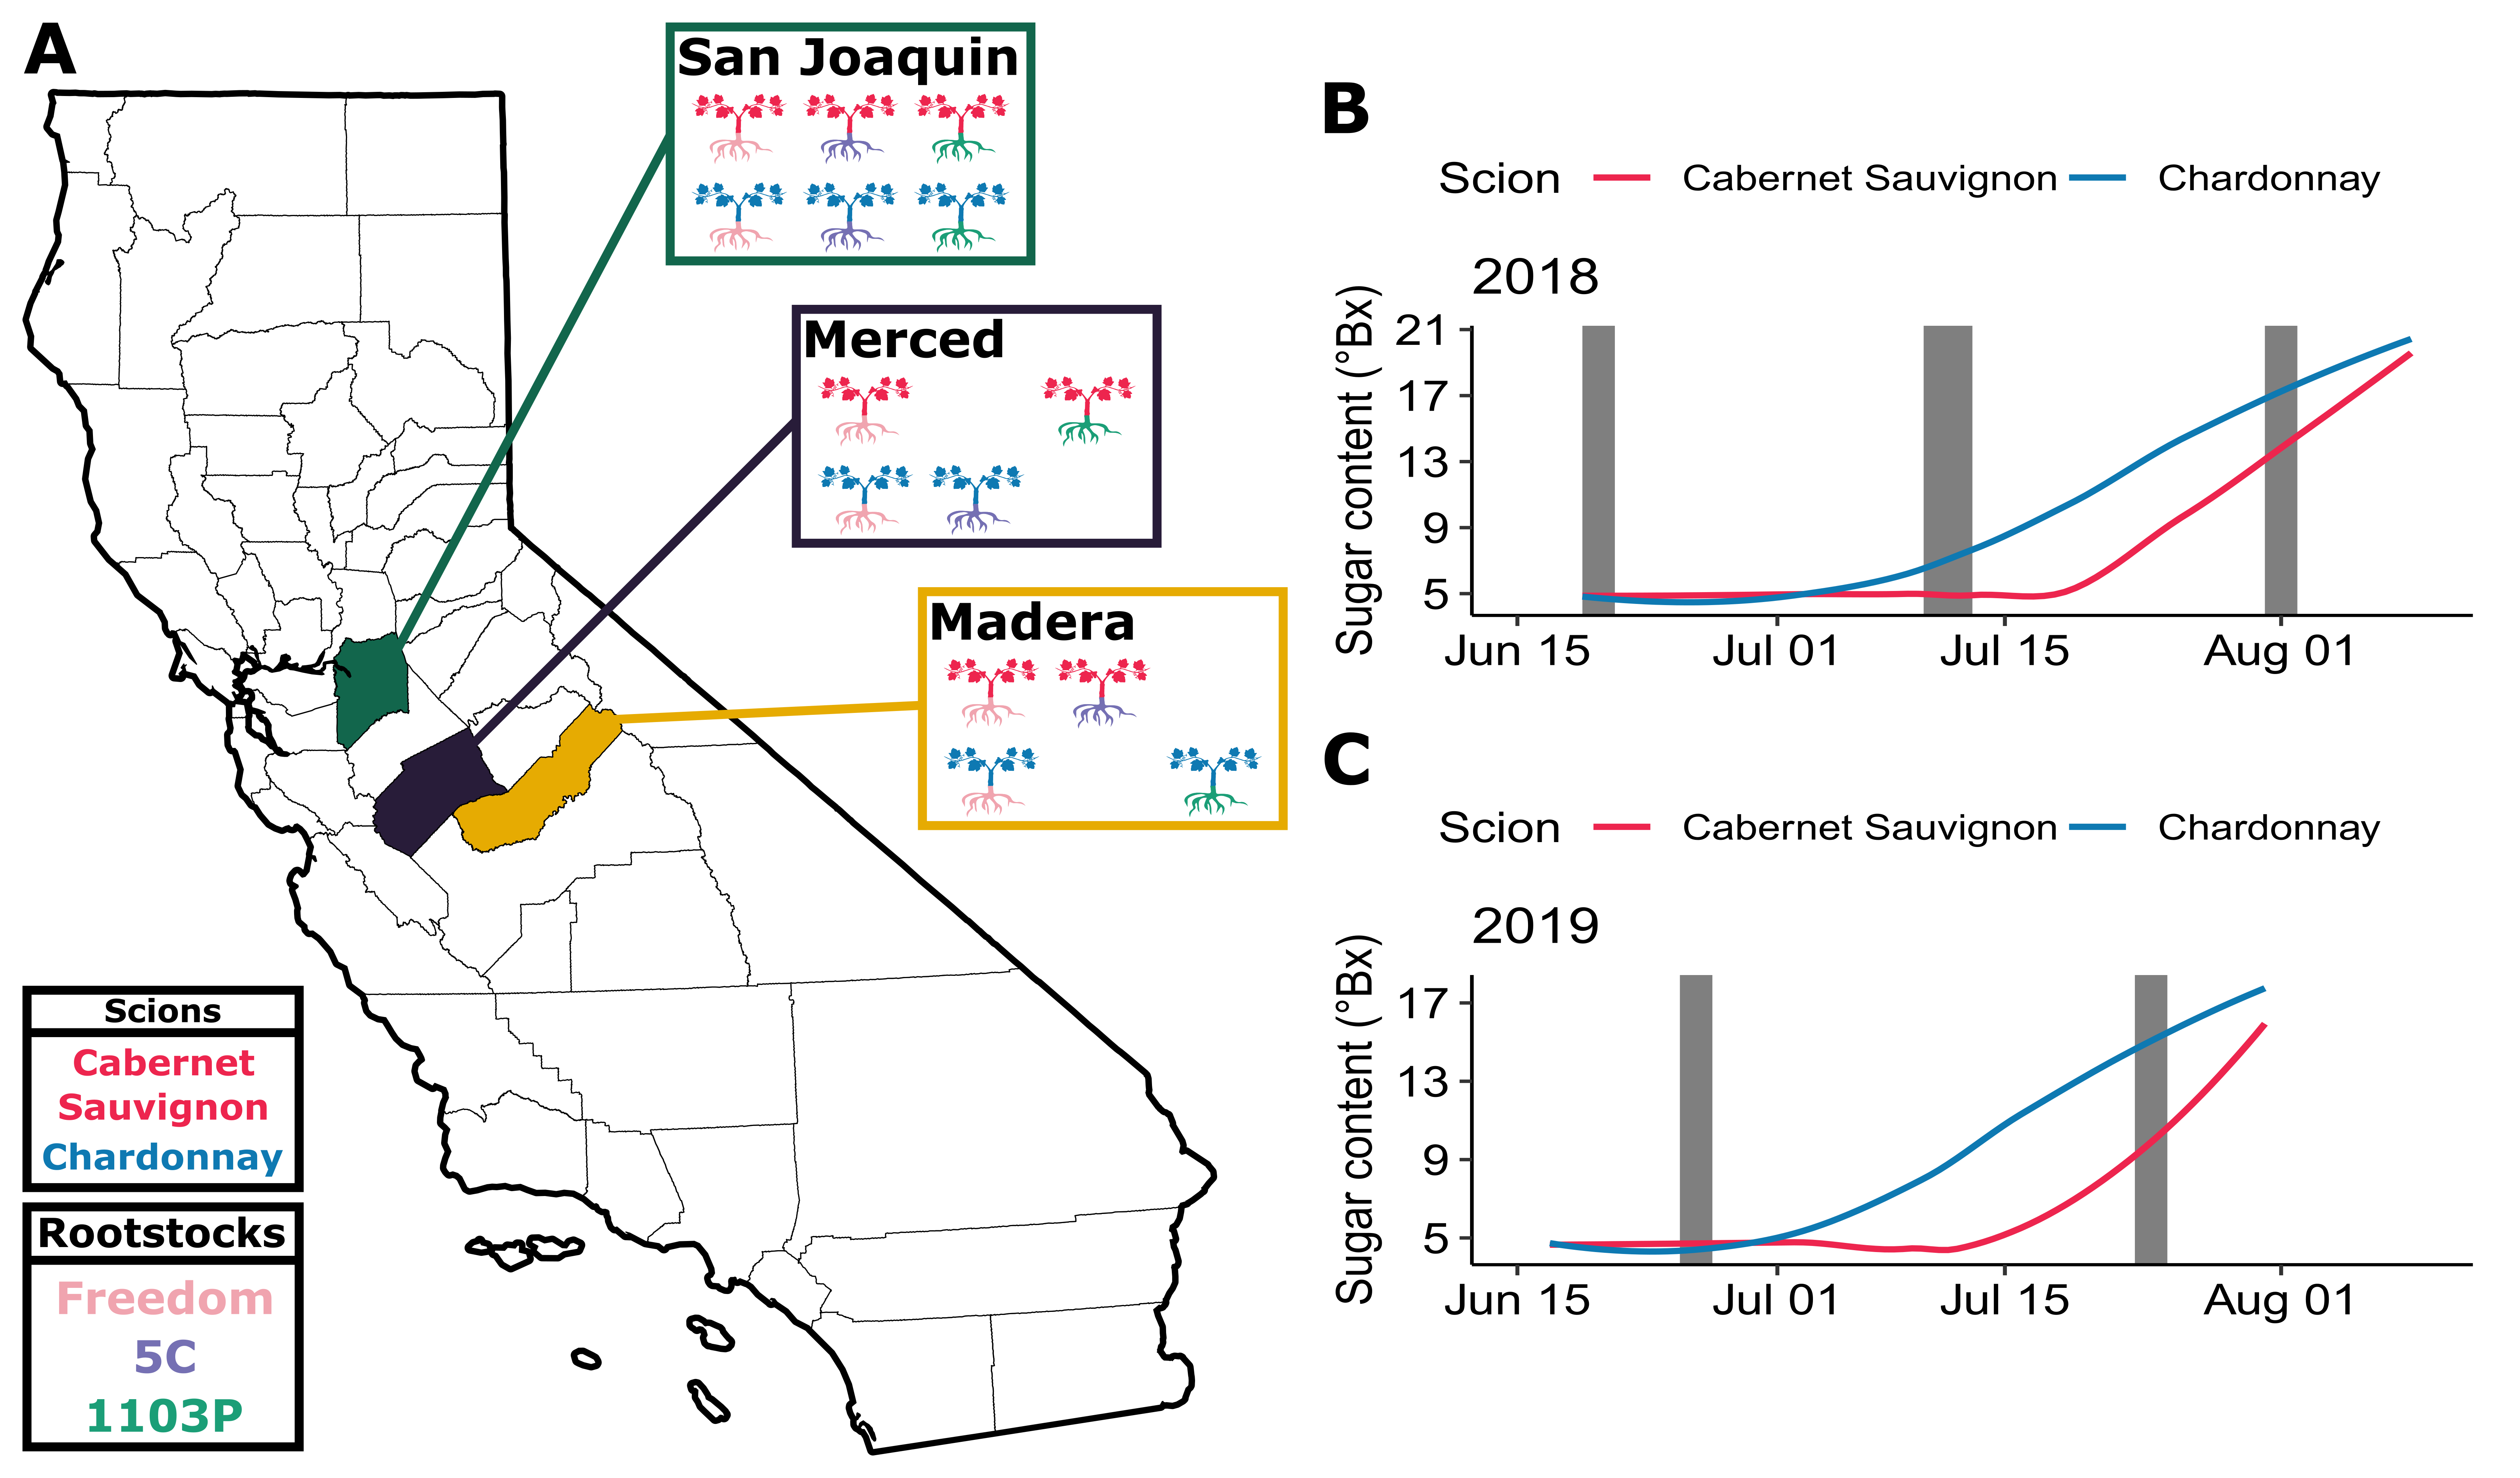 A
San Joaquin
Merced
Madera
Scions
Cabernet
Sauvignon
Chardonnay
Rootstocks
Freedom
5C
1103P
B
Scion Cabernet Sauvignon Chardonnay
2018
Sugar content (°Bx)
21
17
13
9
5
Jun 15 Jul 01 Jul 15 Aug 01
C
Scion Cabernet Sauvignon Chardonnay
2019
Sugar content (°Bx)
17
13
9
5
Jun 15 Jul 01 Jul 15 Aug 01